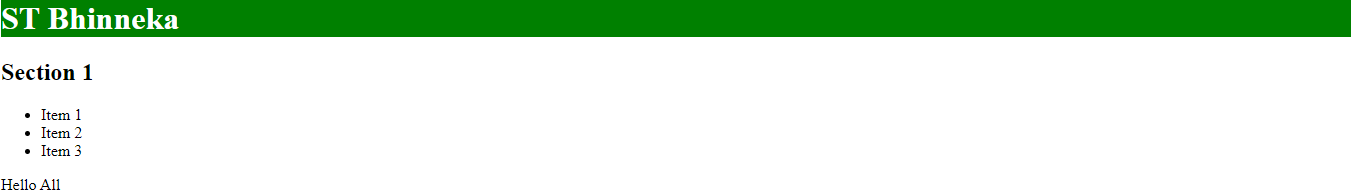 ST Bhinneka
Section 1
Item 1
Item 2
Item 3
Hello All